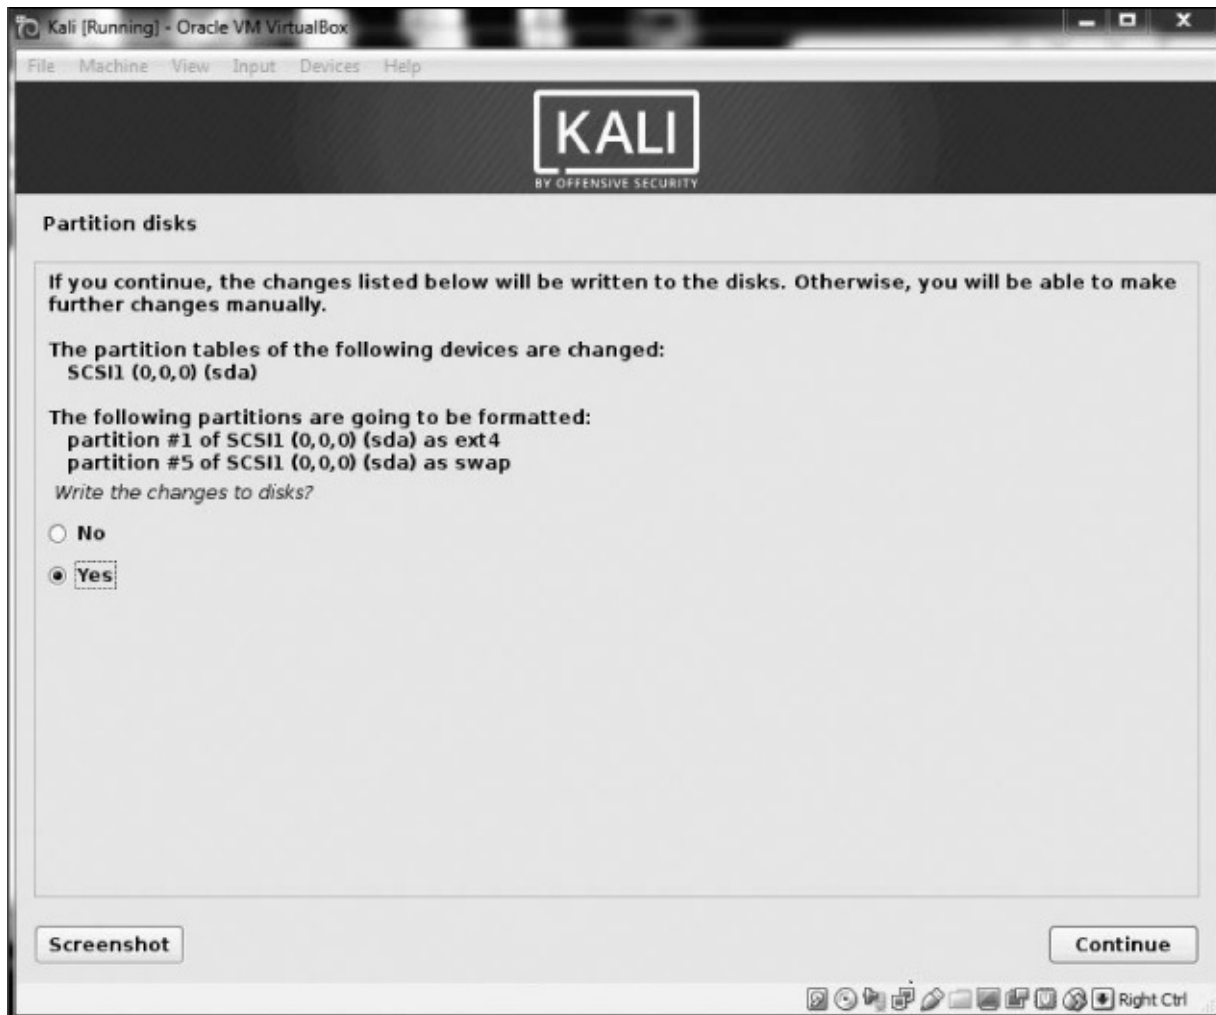 Kali [Running] - Oracle VM VirtualBox
File Machine View Input Devices Help
KALI
BY OFFENSIVE SECURITY
Partition disks
If you continue, the changes listed below will be written to the disks. Otherwise, you will be able to make
further changes manually.
The partition tables of the following devices are changed:
SCSI1 (0,0,0) (sda)
The following partitions are going to be formatted:
partition #1 of SCSI1 (0,0,0) (sda) as ext4
partition #5 of SCSI1 (0,0,0) (sda) as swap
Write the changes to disks?
No
Yes
Screenshot
Continue
Right Ctrl